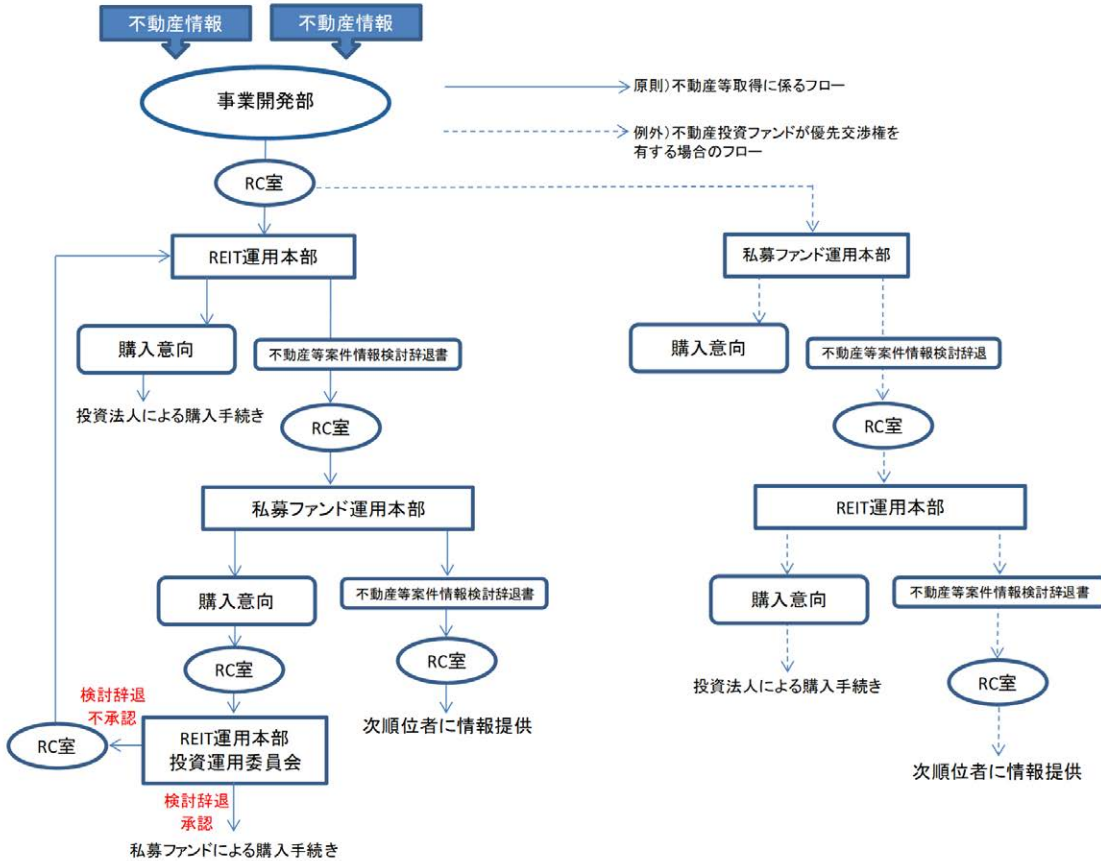 不動産情報
不動産情報
事業開発部
原則)不動産等取得に係るフロー
例外)不動産投資ファンドが優先交渉権を
有する場合のフロー
RC室
REIT運用本部
私募ファンド運用本部
購入意向
不動産等案件情報検討辞退書
購入意向
不動産等案件情報検討辞退
投資法人による購入手続き
RC室
RC室
私募ファンド運用本部
REIT運用本部
購入意向
不動産等案件情報検討辞退書
購入意向
不動産等案件情報検討辞退書
RC室
RC室
投資法人による購入手続き
RC室
検討辞退
不承認
次順位者に情報提供
RC室
REIT運用本部
投資運用委員会
次順位者に情報提供
検討辞退
承認
私募ファンドによる購入手続き